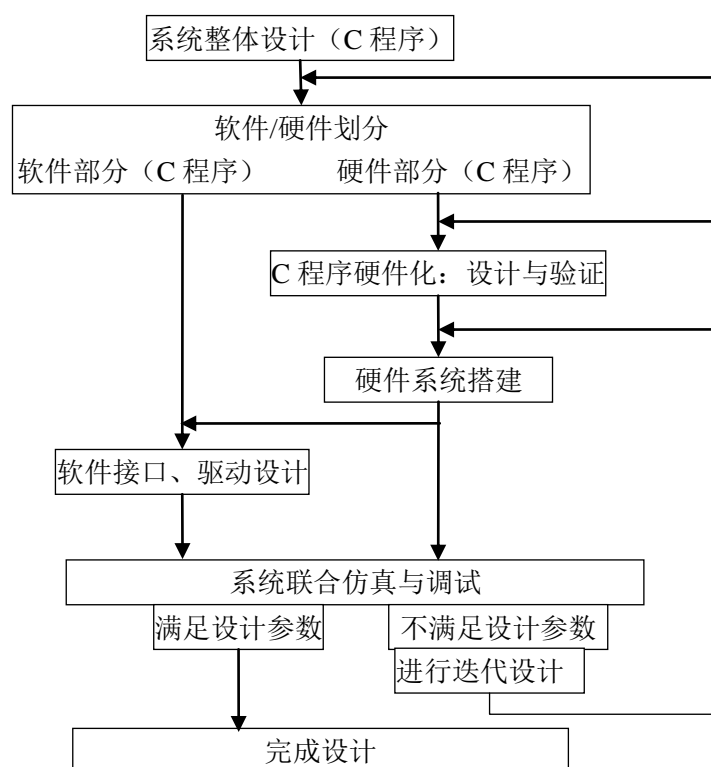 系统整体设计（C 程序）
软件/硬件划分
软件部分（C 程序） 硬件部分（C 程序）
C 程序硬件化：设计与验证
硬件系统搭建
软件接口、驱动设计
系统联合仿真与调试
满足设计参数 不满足设计参数
进行迭代设计
完成设计